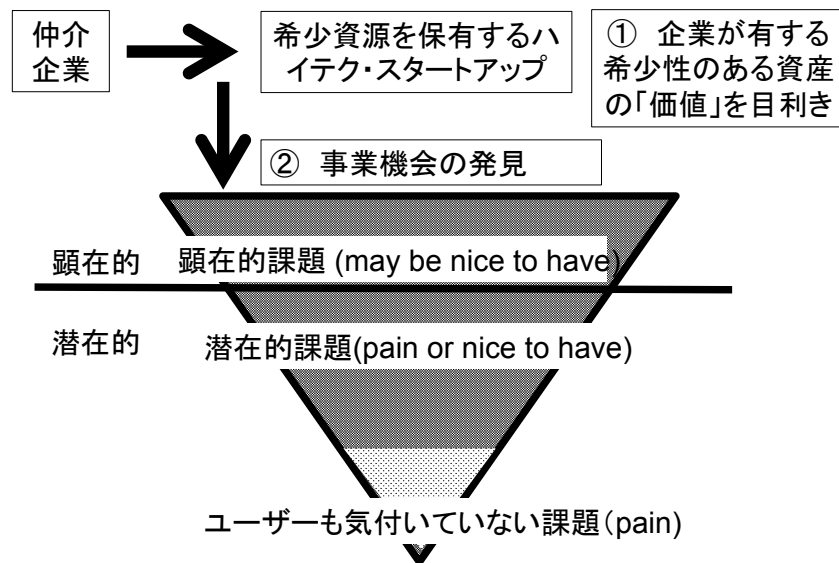 仲介
企業
希少資源を保有するハ
イテク・スタートアップ
① 企業が有する
希少性のある資産
の「価値」を目利き
② 事業機会の発見
顕在的
顕在的課題 (may be nice to have)
潜在的
潜在的課題(pain or nice to have)
ユーザーも気付いていない課題（pain)